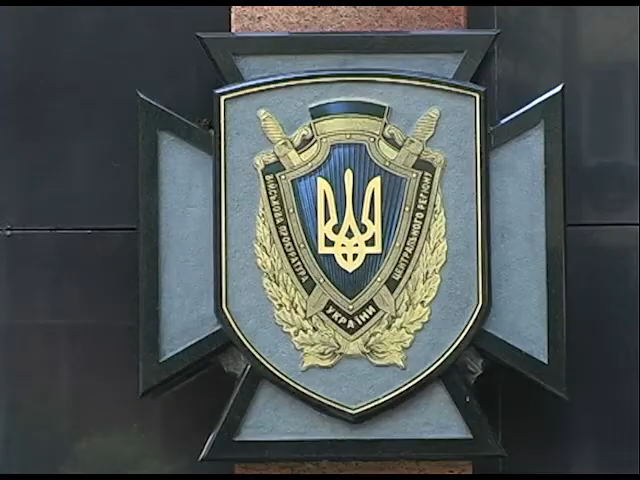 ВІЙСЬКОВА ПРОКУРАТУРА
ЦЕНТРАЛЬНОГО РЕГІОНУ
УКРАЇНИ